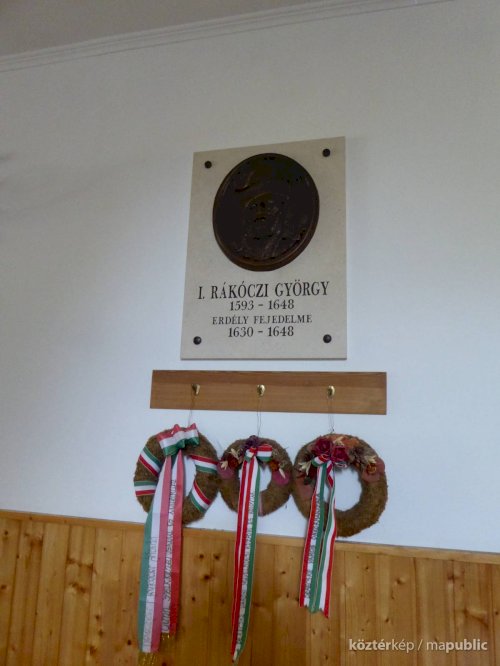 I. RÁKÓCZI GYÖRGY
1593 - 1648
ERDÉLY FEJEDELME
1630 - 1648
köztérkép / mapublic